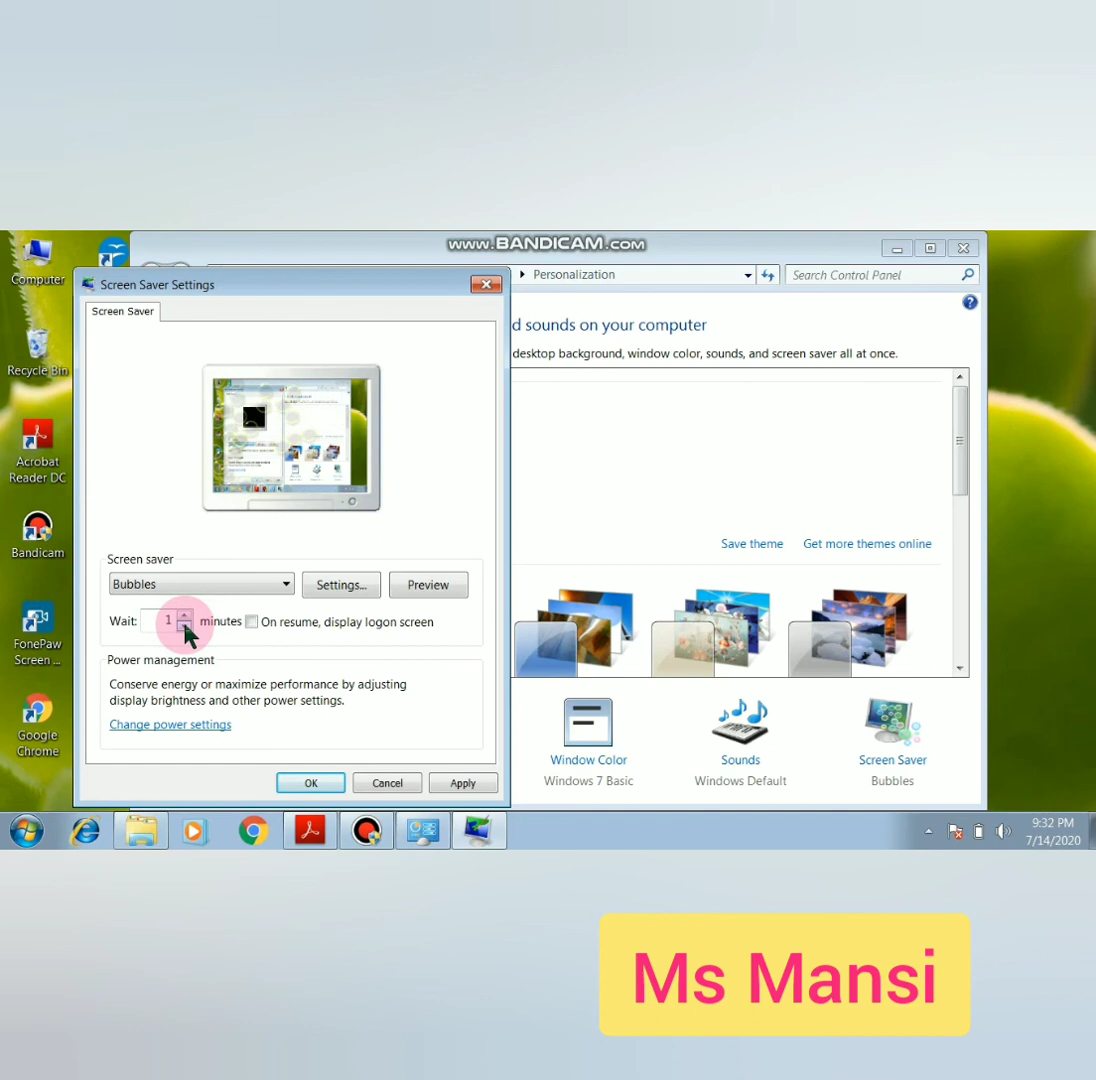 www.BANDICAM.com
Computer
Recycle Bin
Acrobat
Reader DC
Bandicam
FonePaw
Screen ...
Google
Chrome
Personalization
Search Control Panel
Screen Saver Settings
Screen Saver
Screen saver
Bubbles
Settings...
Preview
Wait:
1
minutes
On resume, display logon screen
Power management
Conserve energy or maximize performance by adjusting
display brightness and other power settings.
Change power settings
OK
Cancel
Apply
d sounds on your computer
desktop background, window color, sounds, and screen saver all at once.
Save theme
Get more themes online
Window Color
Windows 7 Basic
Sounds
Windows Default
Screen Saver
Bubbles
9:32 PM
7/14/2020
Ms Mansi